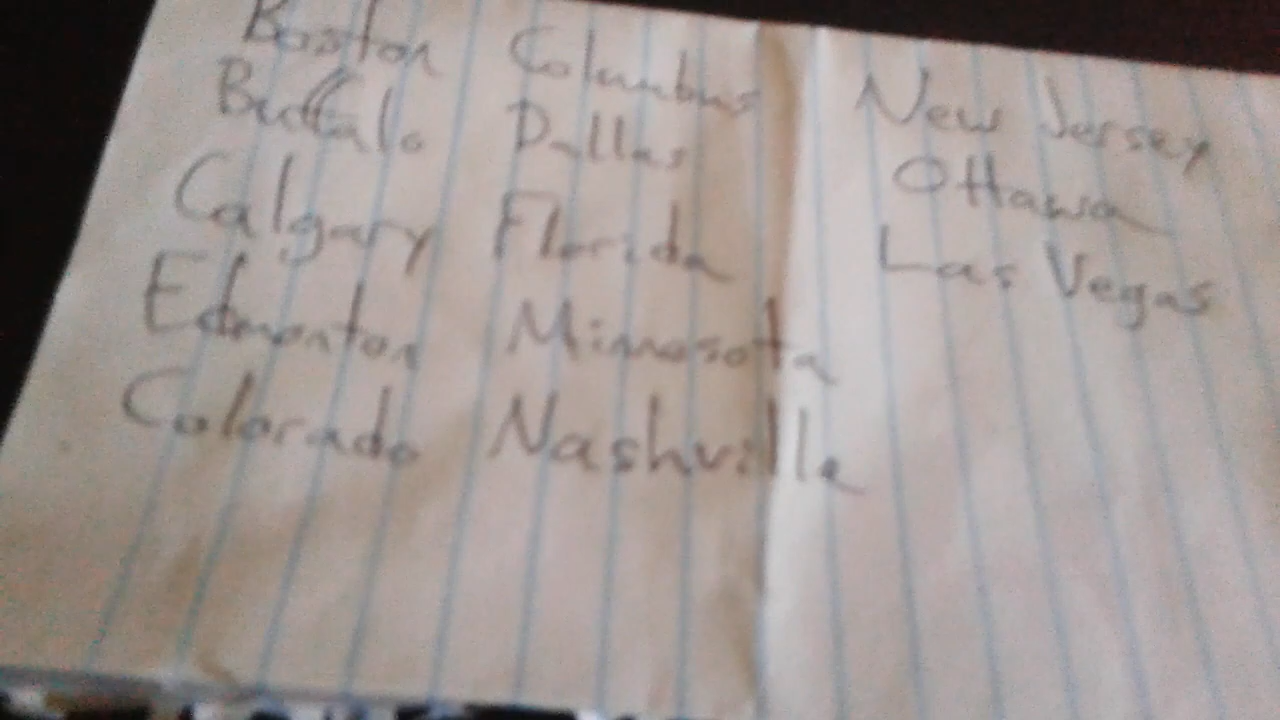 Boston Columbus New Jersey
Buffalo Dallas Ottawa
Calgary Florida Las Vegas
Edmonton Minnesota
Colorado Nashville